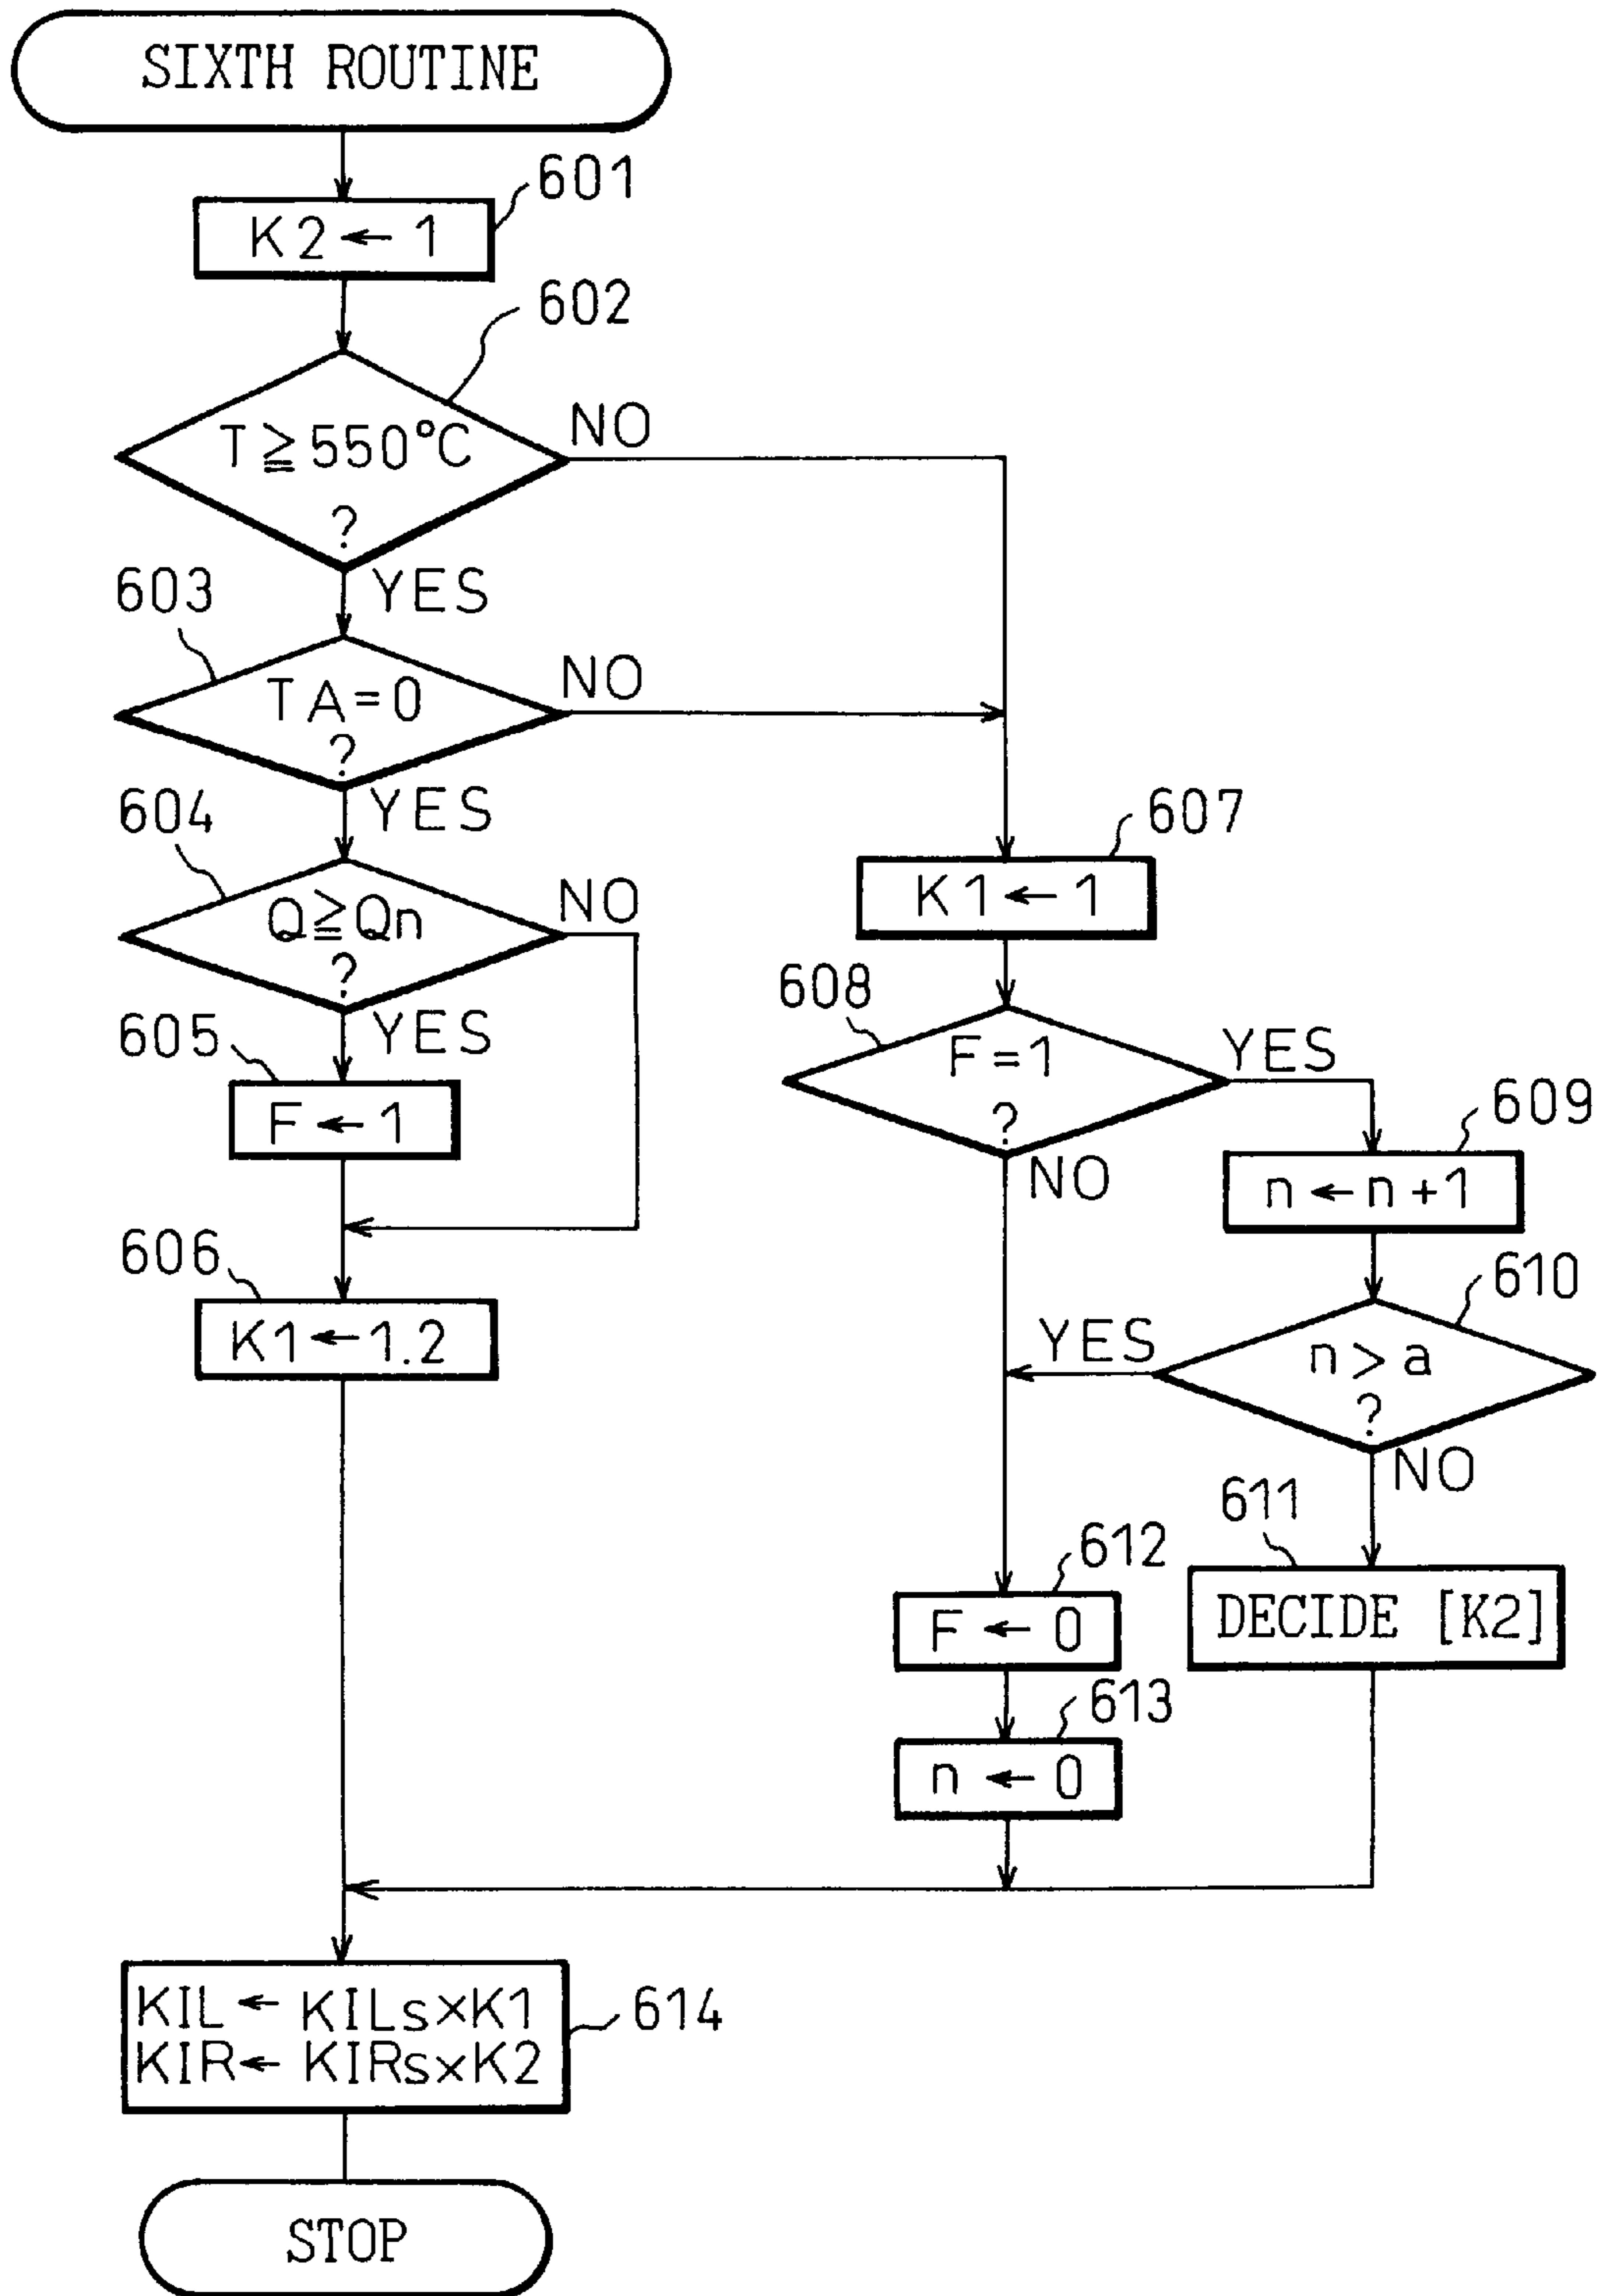 SIXTH ROUTINE
601
K2 ← 1
602
T ≧ 550°C
?
NO
YES
603
TA = 0
?
NO
YES
604
Q ≧ Qn
?
NO
YES
605
F ← 1
606
K1 ← 1.2
607
K1 ← 1
608
F = 1
?
YES
NO
609
n ← n + 1
610
n > a
?
YES
NO
611
DECIDE [K2]
612
F ← 0
613
n ← 0
KIL ← KILs×K1
KIR ← KIRs×K2
614
STOP